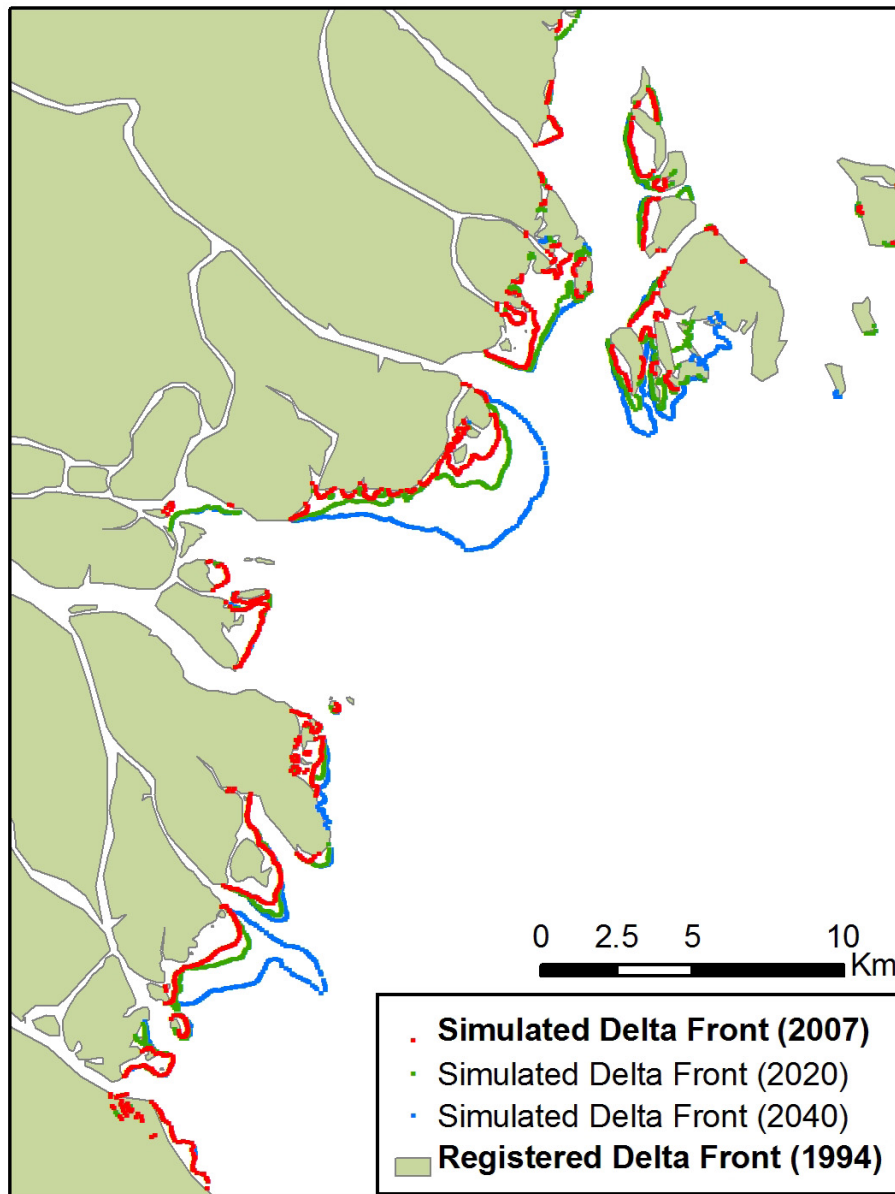 0 2.5 5 10
Km
Simulated Delta Front (2007)
Simulated Delta Front (2020)
Simulated Delta Front (2040)
Registered Delta Front (1994)